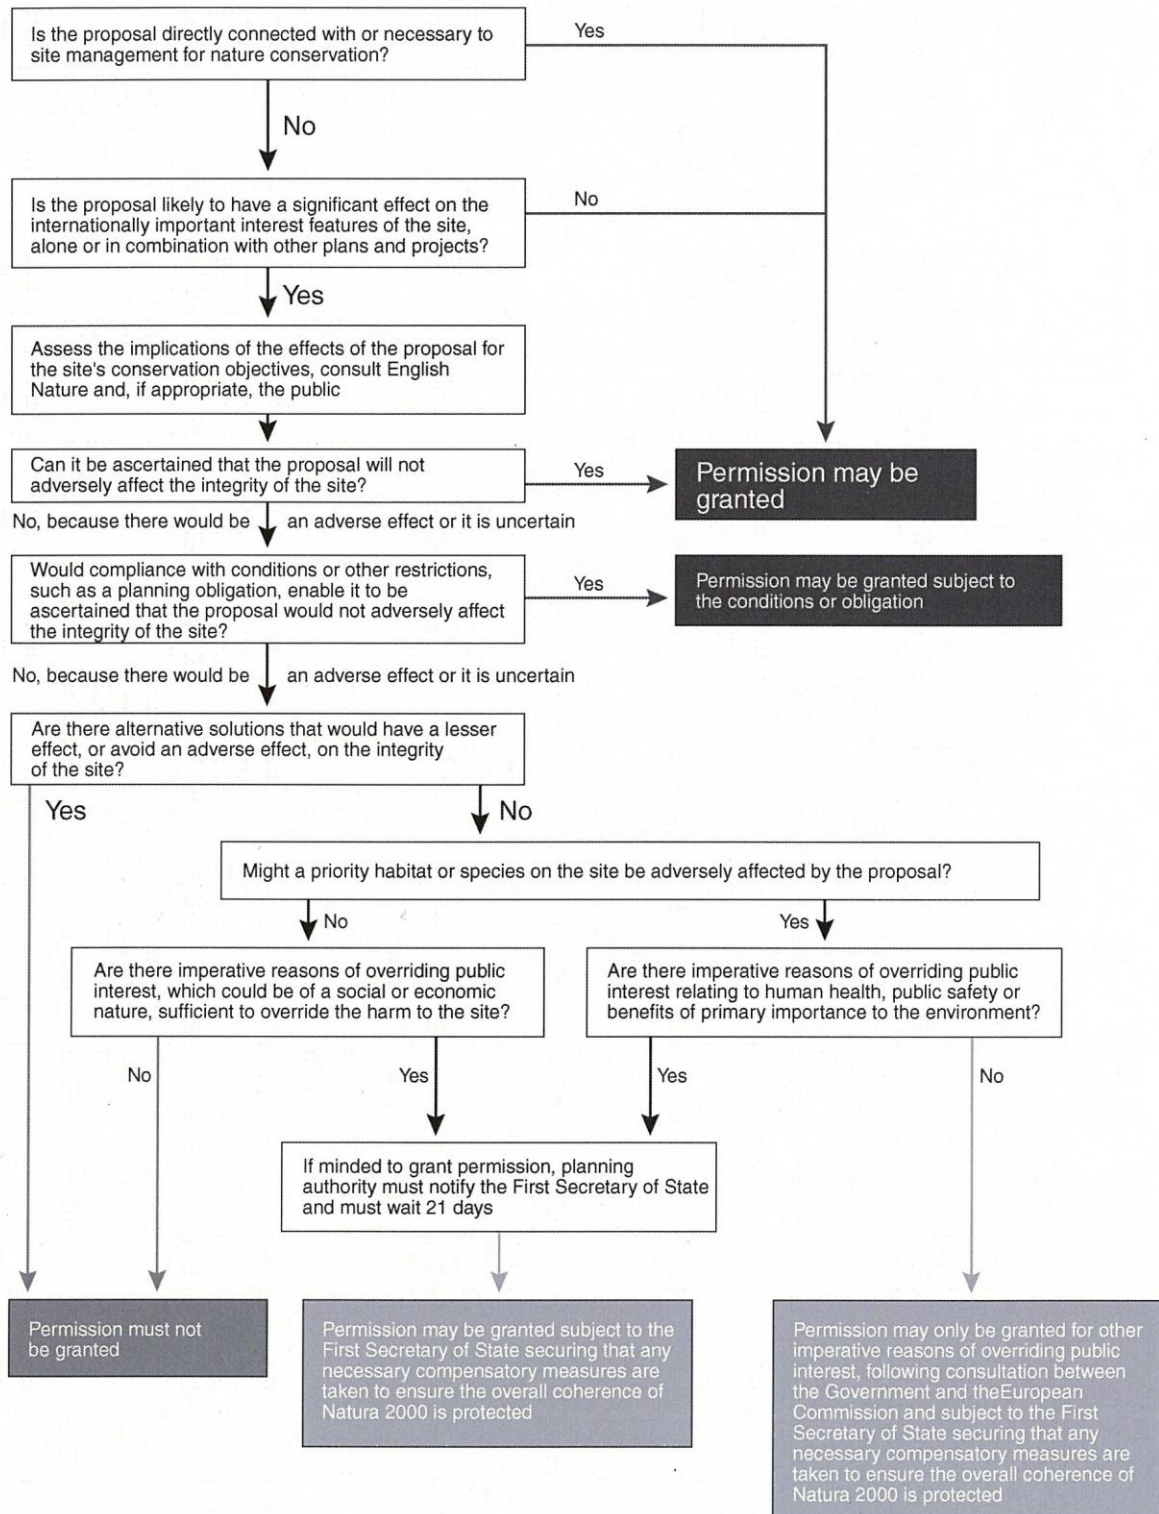 Is the proposal directly connected with or necessary to
site management for nature conservation?
Yes
No
Is the proposal likely to have a significant effect on the
internationally important interest features of the site,
alone or in combination with other plans and projects?
No
Yes
Assess the implications of the effects of the proposal for
the site's conservation objectives, consult English
Nature and, if appropriate, the public
Can it be ascertained that the proposal will not
adversely affect the integrity of the site?
Yes
Permission may be
granted
No, because there would be an adverse effect or it is uncertain
Would compliance with conditions or other restrictions,
such as a planning obligation, enable it to be
ascertained that the proposal would not adversely affect
the integrity of the site?
Yes
Permission may be granted subject to
the conditions or obligation
No, because there would be an adverse effect or it is uncertain
Are there alternative solutions that would have a lesser
effect, or avoid an adverse effect, on the integrity
of the site?
Yes
No
Might a priority habitat or species on the site be adversely affected by the proposal?
No
Yes
Are there imperative reasons of overriding public
interest, which could be of a social or economic
nature, sufficient to override the harm to the site?
Are there imperative reasons of overriding public
interest relating to human health, public safety or
benefits of primary importance to the environment?
No
Yes
Yes
No
If minded to grant permission, planning
authority must notify the First Secretary of State
and must wait 21 days
Permission must not
be granted
Permission may be granted subject to the
First Secretary of State securing that any
necessary compensatory measures are
taken to ensure the overall coherence of
Natura 2000 is protected
Permission may only be granted for other
imperative reasons of overriding public
interest, following consultation between
the Government and theEuropean
Commission and subject to the First
Secretary of State securing that any
necessary compensatory measures are
taken to ensure the overall coherence of
Natura 2000 is protected